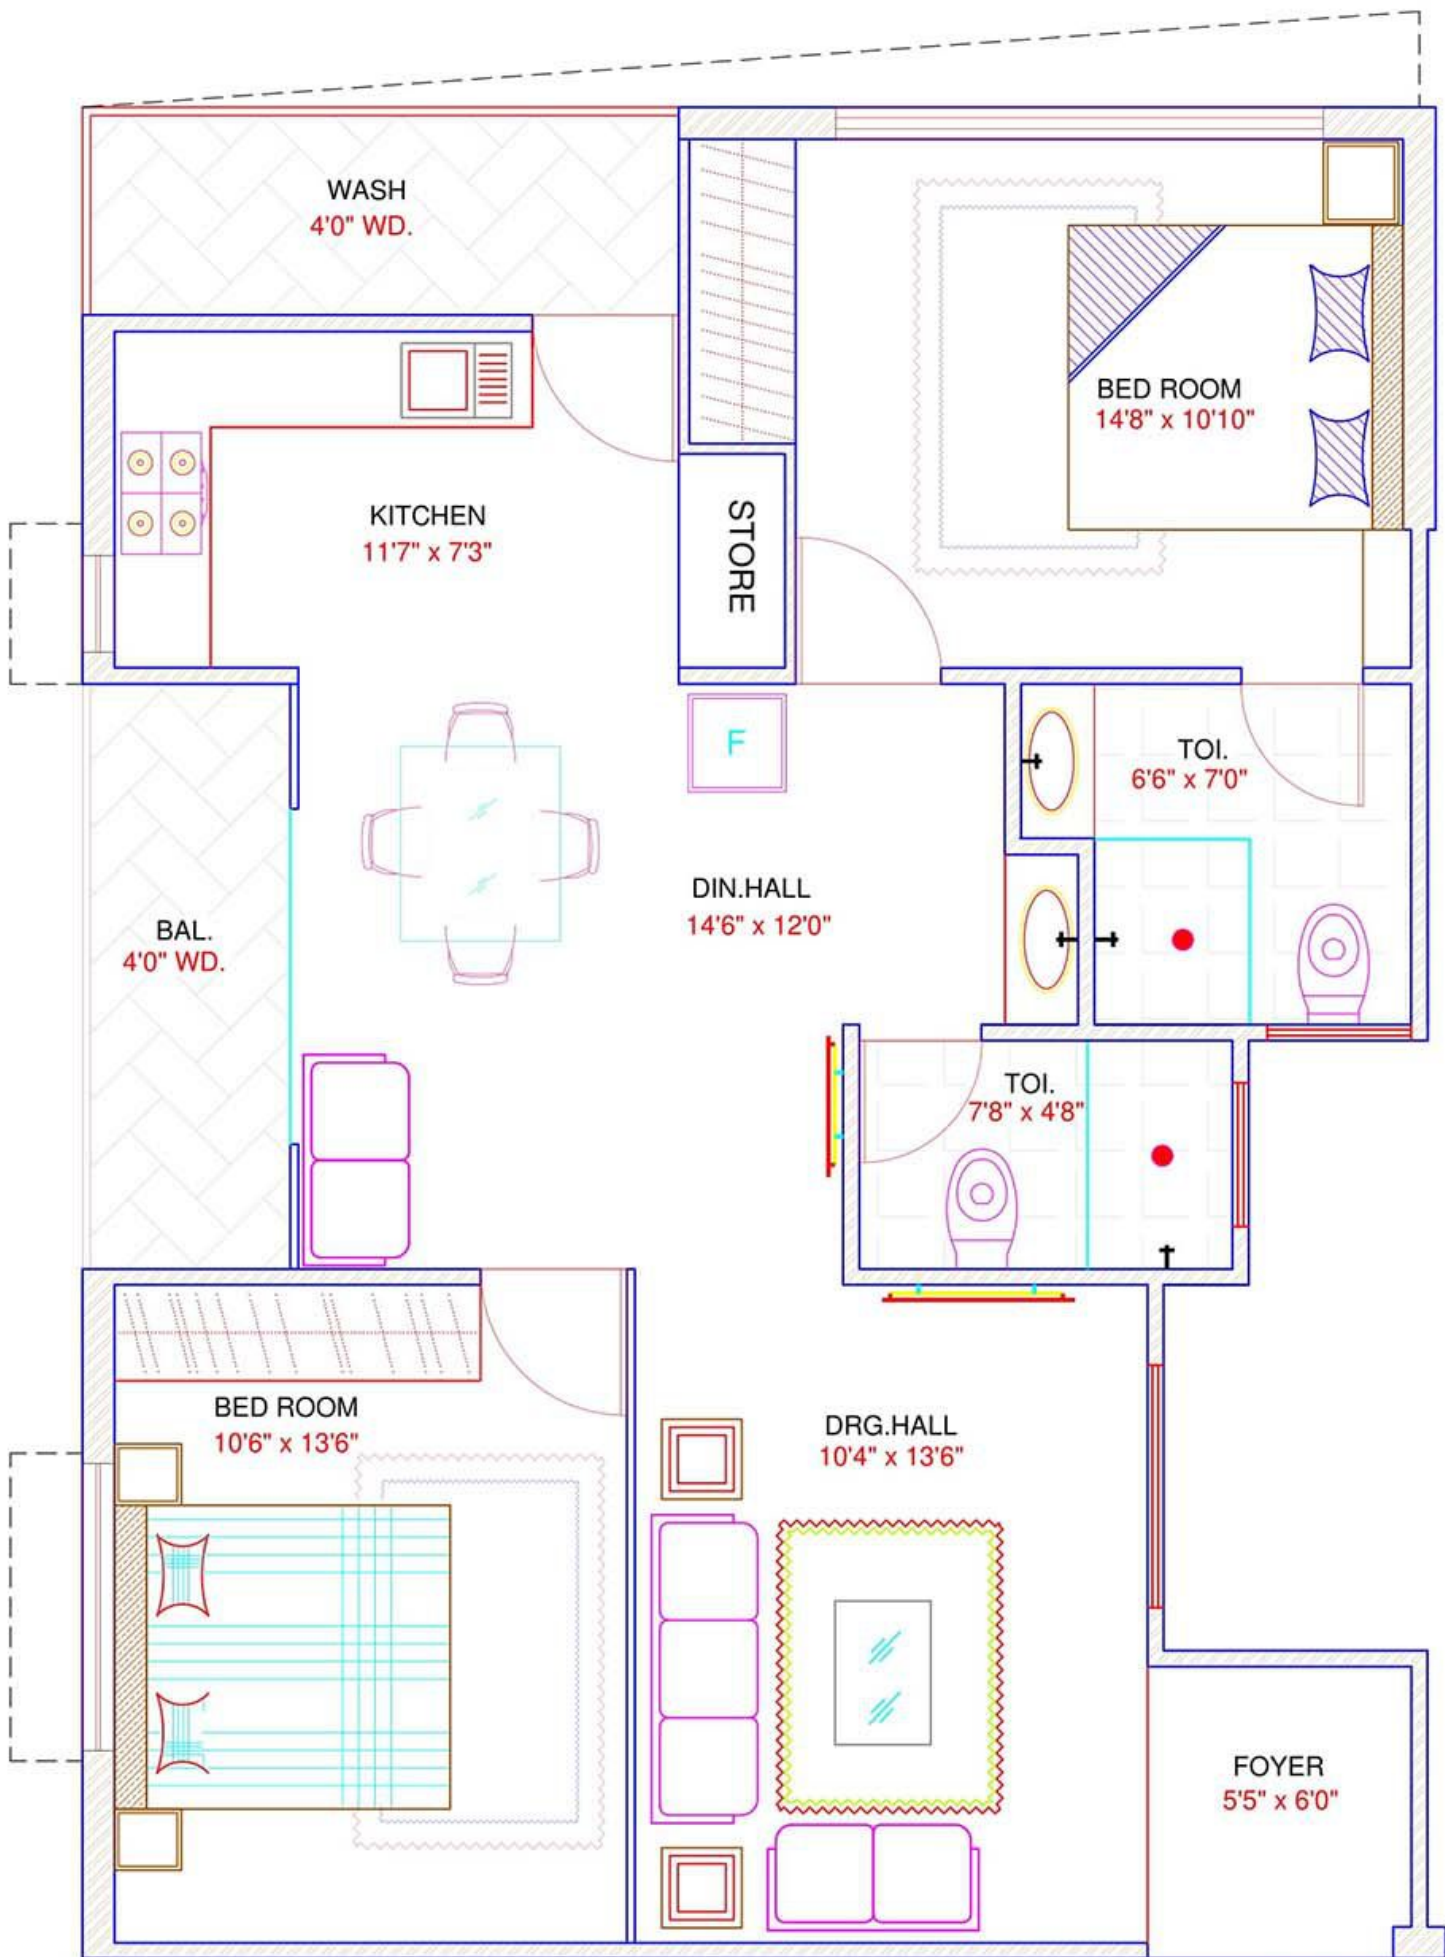 WASH
4'0" WD.
BED ROOM
14'8" x 10'10"
KITCHEN
11'7" x 7'3"
STORE
F
TOI.
6'6" x 7'0"
DIN.HALL
14'6" x 12'0"
BAL.
4'0" WD.
TOI.
7'8" x 4'8"
BED ROOM
10'6" x 13'6"
DRG.HALL
10'4" x 13'6"
FOYER
5'5" x 6'0"